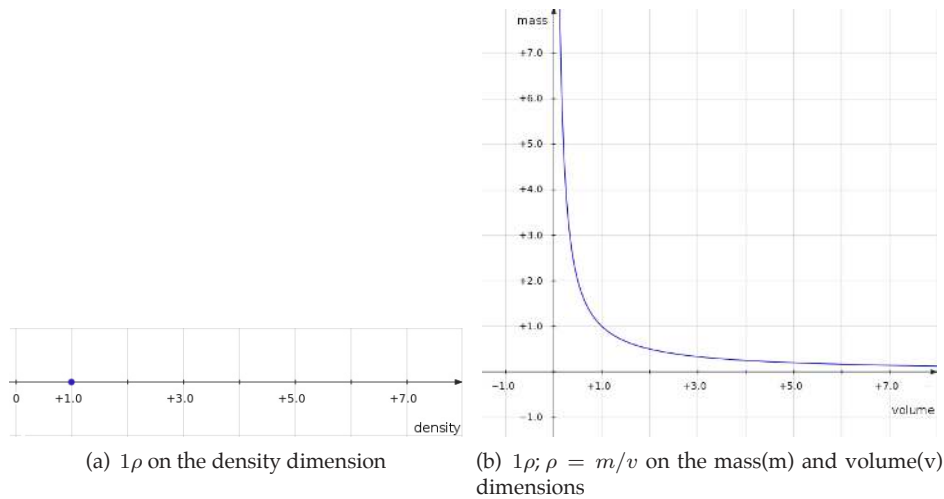 0 +1.0 +3.0 +5.0 +7.0
density
(a) 1ρ on the density dimension
mass
+7.0
+6.0
+5.0
+4.0
+3.0
+2.0
+1.0
−1.0 +1.0 +3.0 +5.0 +7.0
volume
−1.0
(b) 1ρ; ρ = m/v on the mass(m) and volume(v)
dimensions